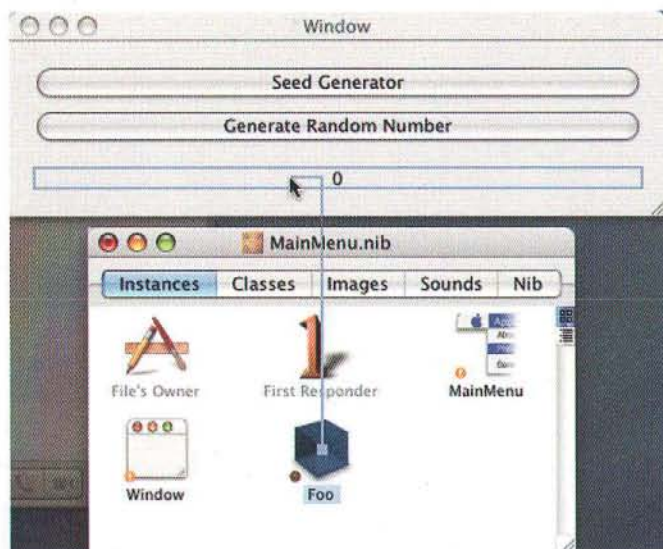 Window
Seed Generator
Generate Random Number
0
MainMenu.nib
Instances Classes Images Sounds Nib
File's Owner First Responder MainMenu
Window Foo